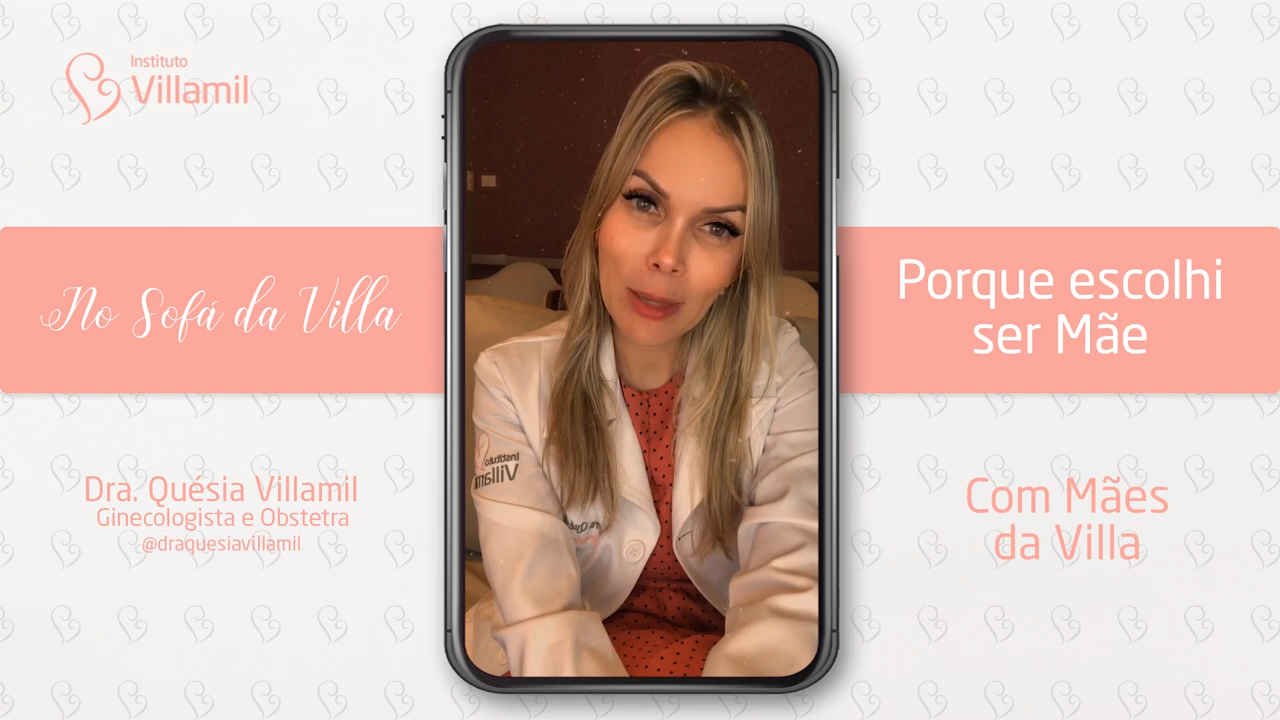 Instituto
Villamil
No Sofá da Villa
Porque escolhi
ser Mãe
Dra. Quésia Villamil
Ginecologista e Obstetra
@draquesiavillamil
Com Mães
da Villa
Instituto